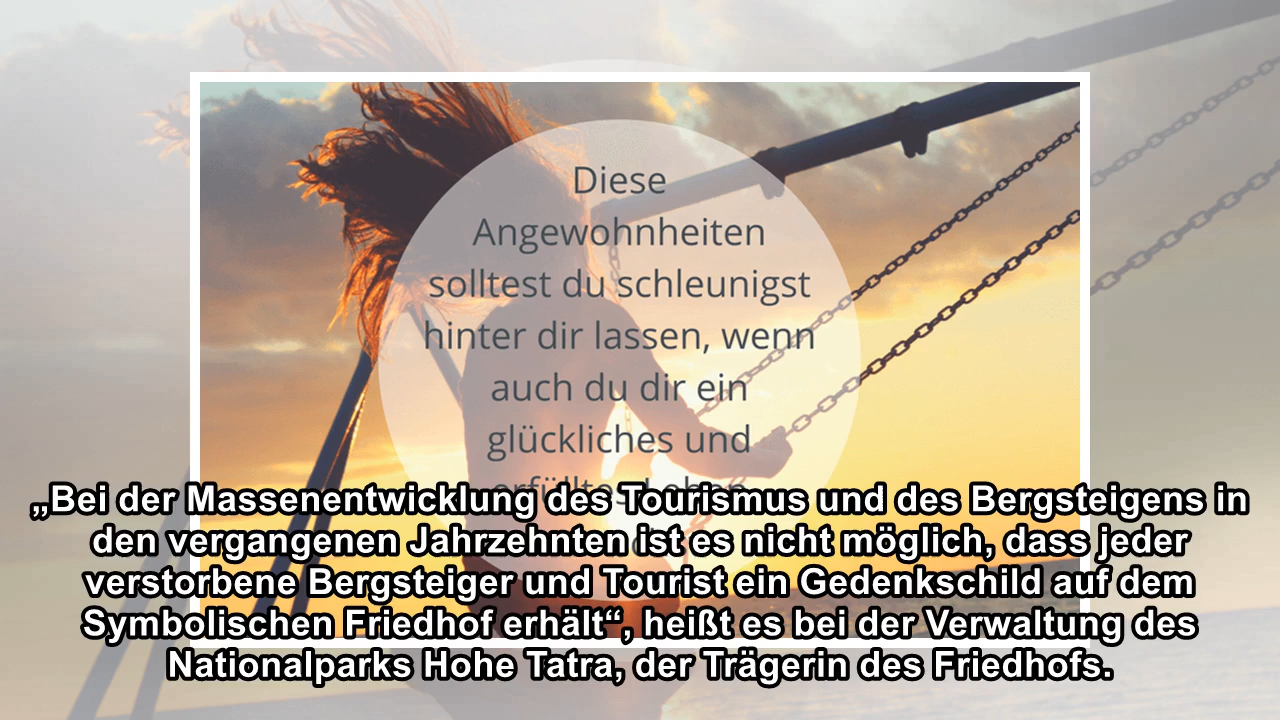 Diese
Angewohnheiten
solltest du schleunigst
hinter dir lassen, wenn
auch du dir ein
glückliches und
erfülltes Leben
„Bei der Massenentwicklung des Tourismus und des Bergsteigens in
den vergangenen Jahrzehnten ist es nicht möglich, dass jeder
verstorbene Bergsteiger und Tourist ein Gedenkschild auf dem
Symbolischen Friedhof erhält“, heißt es bei der Verwaltung des
Nationalparks Hohe Tatra, der Trägerin des Friedhofs.